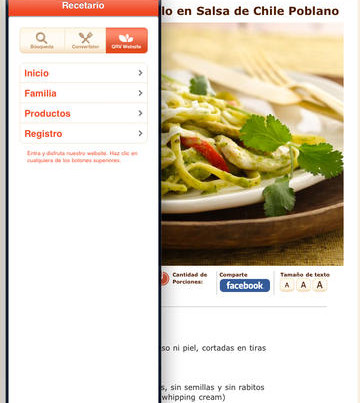 Recetario
Búsqueda
Convertidor
QRV Website
Inicio
Familia
Productos
Registro
Entra y disfruta nuestro website. Haz clic en
cualquiera de los botones superiores.
lo en Salsa de Chile Poblano
Cantidad de
Porciones:
Comparte
facebook
Tamaño de texto
A A A
so ni piel, cortadas en tiras
s, sin semillas y sin rabitos
whipping cream)